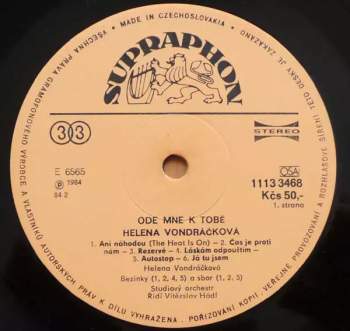 MADE IN CZECHOSLOVAKIA
VŠECHNA PRÁVA GRAMOFONOVÉHO VÝROBCE A VLASTNÍKŮ AUTORSKÝCH PRÁV K DÍLU VYHRAŽENA. POŘIZOVÁNÍ KOPIÍ, VEŘEJNÉ PROVOZOVÁNÍ A ROZHLASOVÉ ŠÍŘENÍ TÉTO DESKY JE ZAKÁZÁNO
SUPRAPHON
33
STEREO
E 6565
Ⓟ 1984
84 2
OSA
1113 3468
Kčs 50,-
1. strana
ODE MNE K TOBĚ
HELENA VONDRÁČKOVÁ
1. Ani náhodou (The Heat Is On) – 2. Čas je proti
nám – 3. Rezervé – 4. Láskám odpouštím –
5. Autostop – 6. Já tu jsem
Helena Vondráčková
Bezinky (1, 2, 4, 5) a sbor (1, 2, 3)
Studiový orchestr
Řídí Vítězslav Hádl